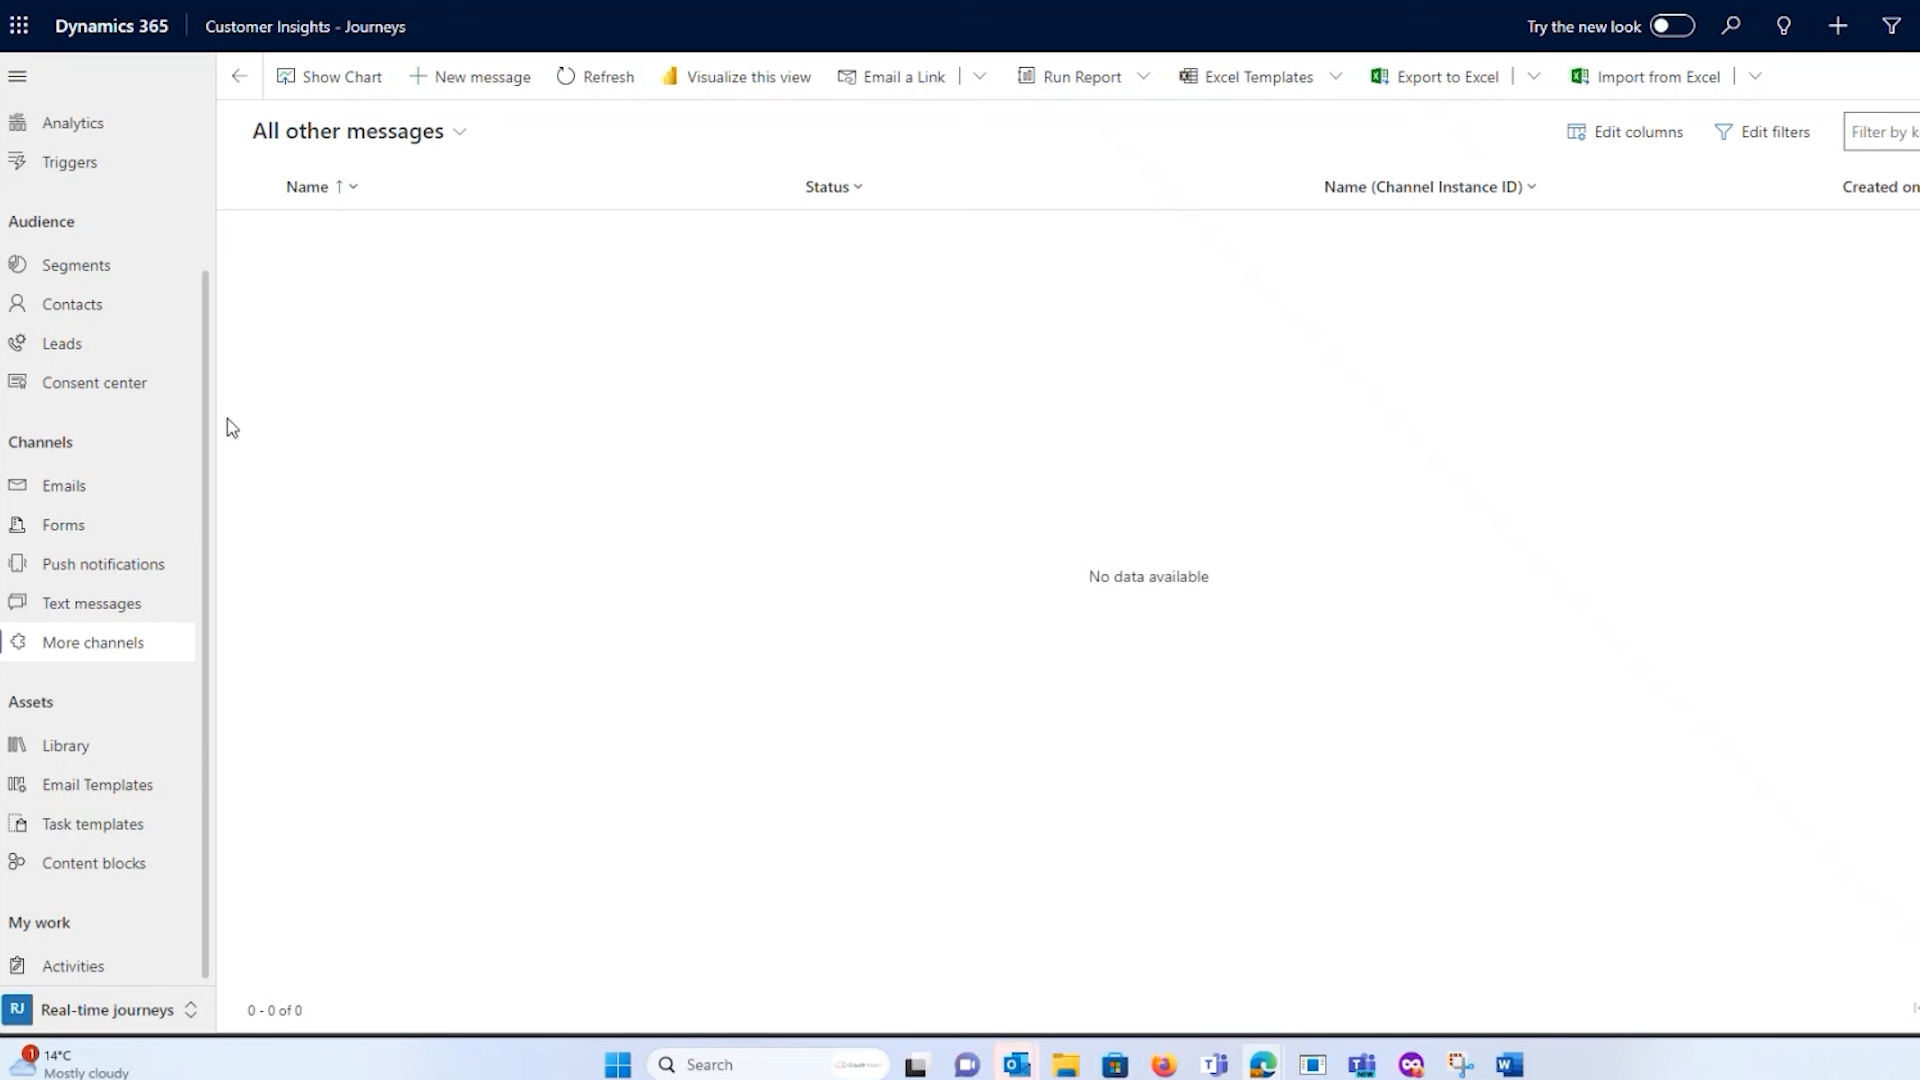 Dynamics 365 Customer Insights - Journeys Try the new look
Show Chart New message Refresh Visualize this view Email a Link Run Report Excel Templates Export to Excel Import from Excel
All other messages Edit columns Edit filters Filter by k
Name Status Name (Channel Instance ID) Created on
Analytics
Triggers
Audience
Segments
Contacts
Leads
Consent center
Channels
Emails
Forms
Push notifications
Text messages
More channels
Assets
Library
Email Templates
Task templates
Content blocks
My work
Activities
RJ Real-time journeys
No data available
0 - 0 of 0
1 14°C
Mostly cloudy
Search
NEW